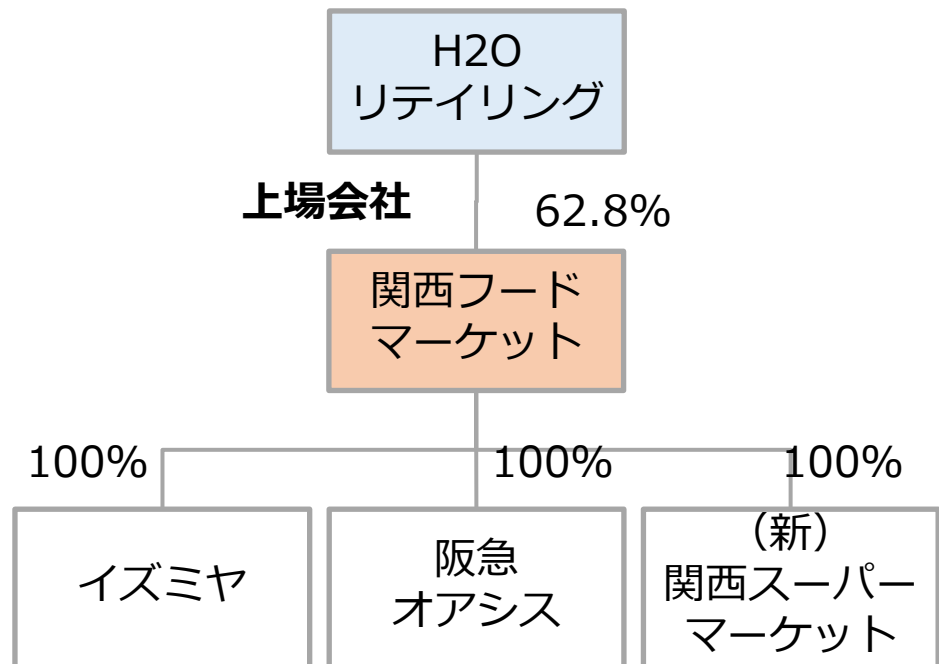 H2O
リテイリング
上場会社
62.8%
関西フード
マーケット
100%
100%
100%
イズミヤ
阪急
オアシス
（新）
関西スーパー
マーケット